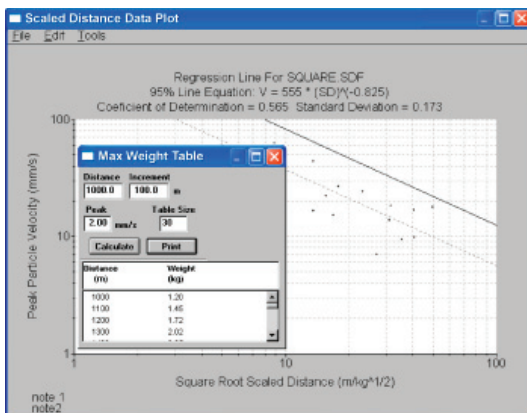 Scaled Distance Data Plot
File Edit Tools
Regression Line For SQUARE.SDF
95% Line Equation: V = 555 * (SD)^(-0.825)
Coeficient of Determination = 0.565 Standard Deviation = 0.173
Peak Particle Velocity (mm/s)
100
10
1
Max Weight Table
Distance Increment
1000.0 100.0 m
Peak Table Size
2.00 mm/s 30
Calculate Print
Distance Weight
(m) (kg)
1000 1.20
1100 1.45
1200 1.72
1300 2.02
1 10 100
Square Root Scaled Distance (m/kg^1/2)
note 1
note2